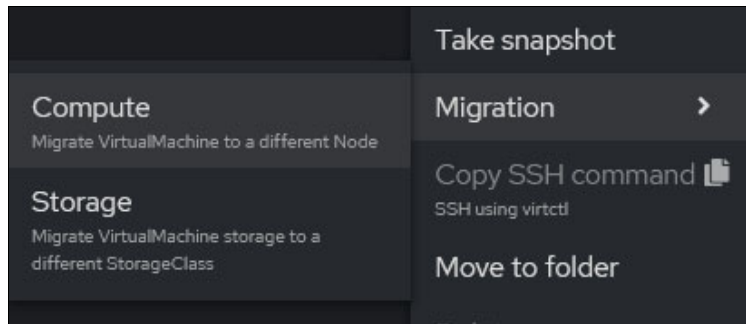 Take snapshot
Migration
Compute
Migrate VirtualMachine to a different Node
Storage
Migrate VirtualMachine storage to a
different StorageClass
Copy SSH command
SSH using virtctl
Move to folder